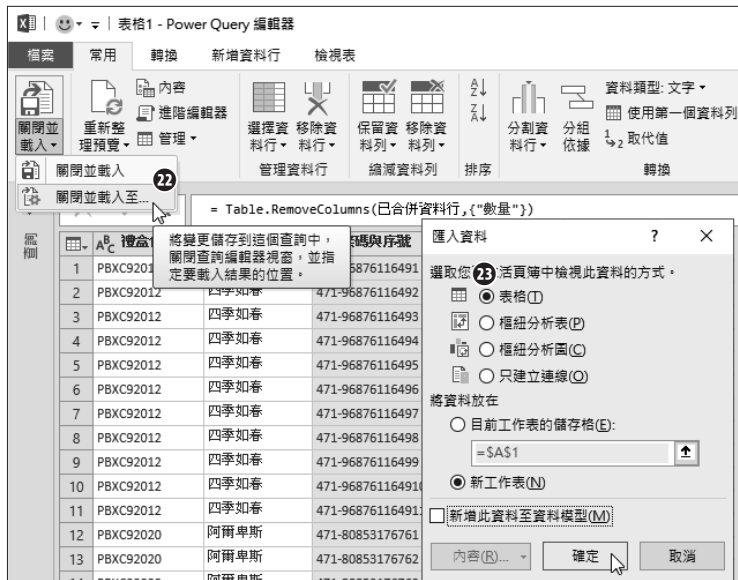 表格1 - Power Query 編輯器
檔案 常用 轉換 新增資料行 檢視表
關閉並載入
重新整理預覽
內容
進階編輯器
管理
選擇資料行
移除資料行
保留資料列
移除資料列
分割資料行
分組依據
資料類型: 文字
使用第一個資料列
取代值
管理資料行 縮減資料列 排序 轉換
關閉並載入
22
關閉並載入至...
= Table.RemoveColumns(已合併資料行,{"數量"})
將變更儲存到這個查詢中，
關閉查詢編輯器視窗，並指
定要載入結果的位置。
查詢
禮盒 碼與序號
1 PBXC9201 6876116491
2 PBXC92012 四季如春 471-96876116492
3 PBXC92012 四季如春 471-96876116493
4 PBXC92012 四季如春 471-96876116494
5 PBXC92012 四季如春 471-96876116495
6 PBXC92012 四季如春 471-96876116496
7 PBXC92012 四季如春 471-96876116497
8 PBXC92012 四季如春 471-96876116498
9 PBXC92012 四季如春 471-96876116499
10 PBXC92012 四季如春 471-96876116491
11 PBXC92012 四季如春 471-96876116491
12 PBXC92020 阿爾卑斯 471-80853176761
13 PBXC92020 阿爾卑斯 471-80853176762
匯入資料 ? ×
選取您 23 活頁簿中檢視此資料的方式。
表格(T)
樞紐分析表(P)
樞紐分析圖(C)
只建立連線(O)
將資料放在
目前工作表的儲存格(E):
=$A$1
新工作表(N)
新增此資料至資料模型(M)
內容(R)... 確定 取消